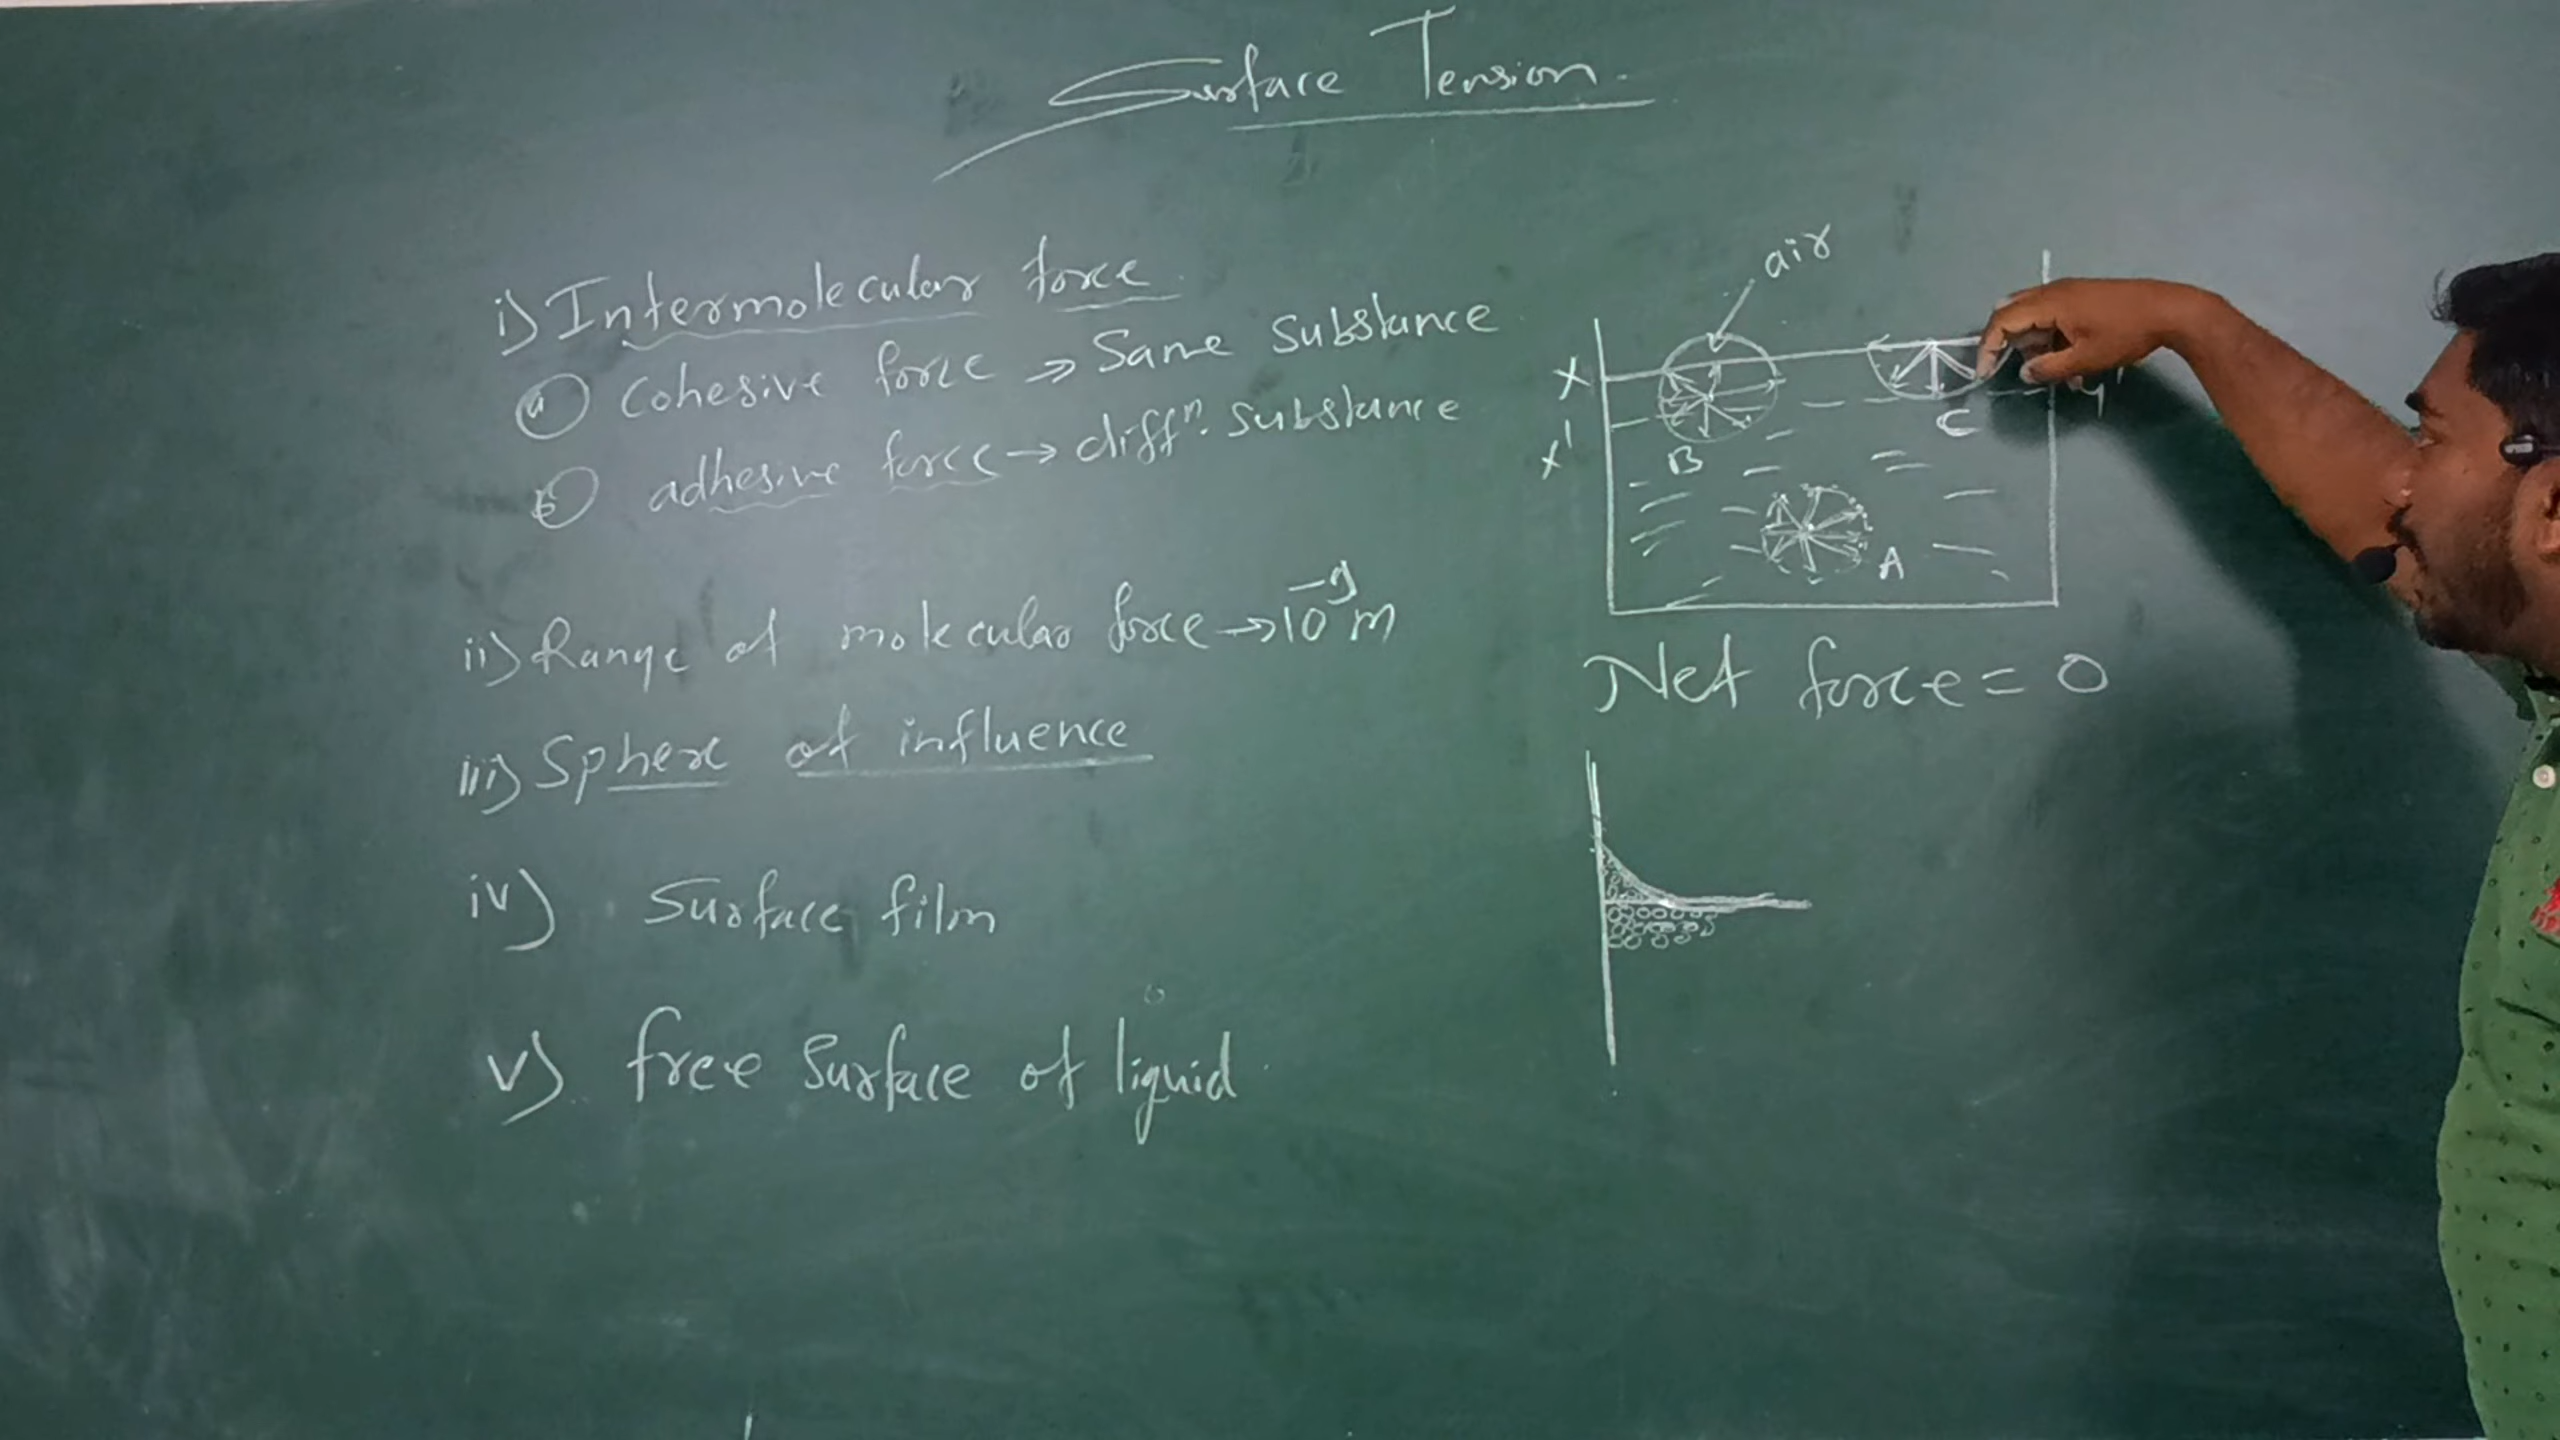 Surface Tension.
i) Intermolecular force
(a) Cohesive force → Same substance
(b) adhesive force → diffⁿ. substance
ii) Range of molecular force → 10⁻⁹ m
iii) Sphere of influence
iv) Surface film
v) free surface of liquid
air
X
X'
Y'
B
C
A
Net force = 0